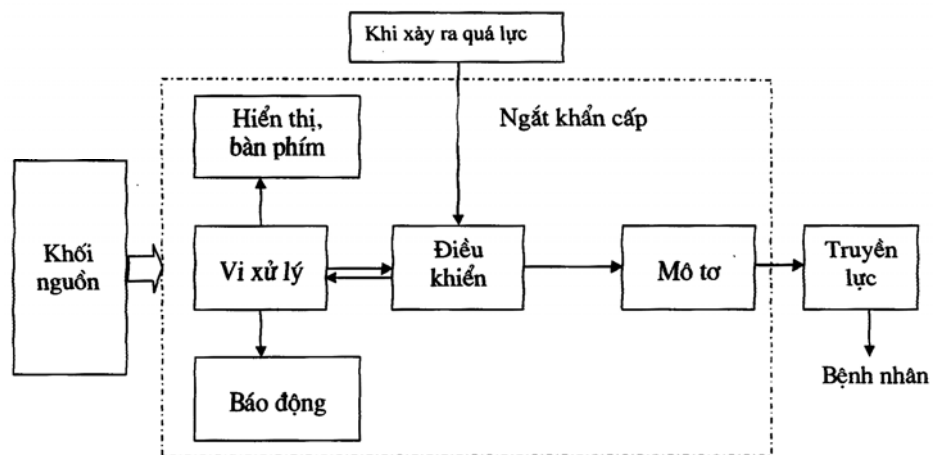 Khi xảy ra quá lực
Hiển thị,
bàn phím
Ngắt khẩn cấp
Khối
nguồn
Vi xử lý
Điều
khiển
Mô tơ
Truyền
lực
Báo động
Bệnh nhân